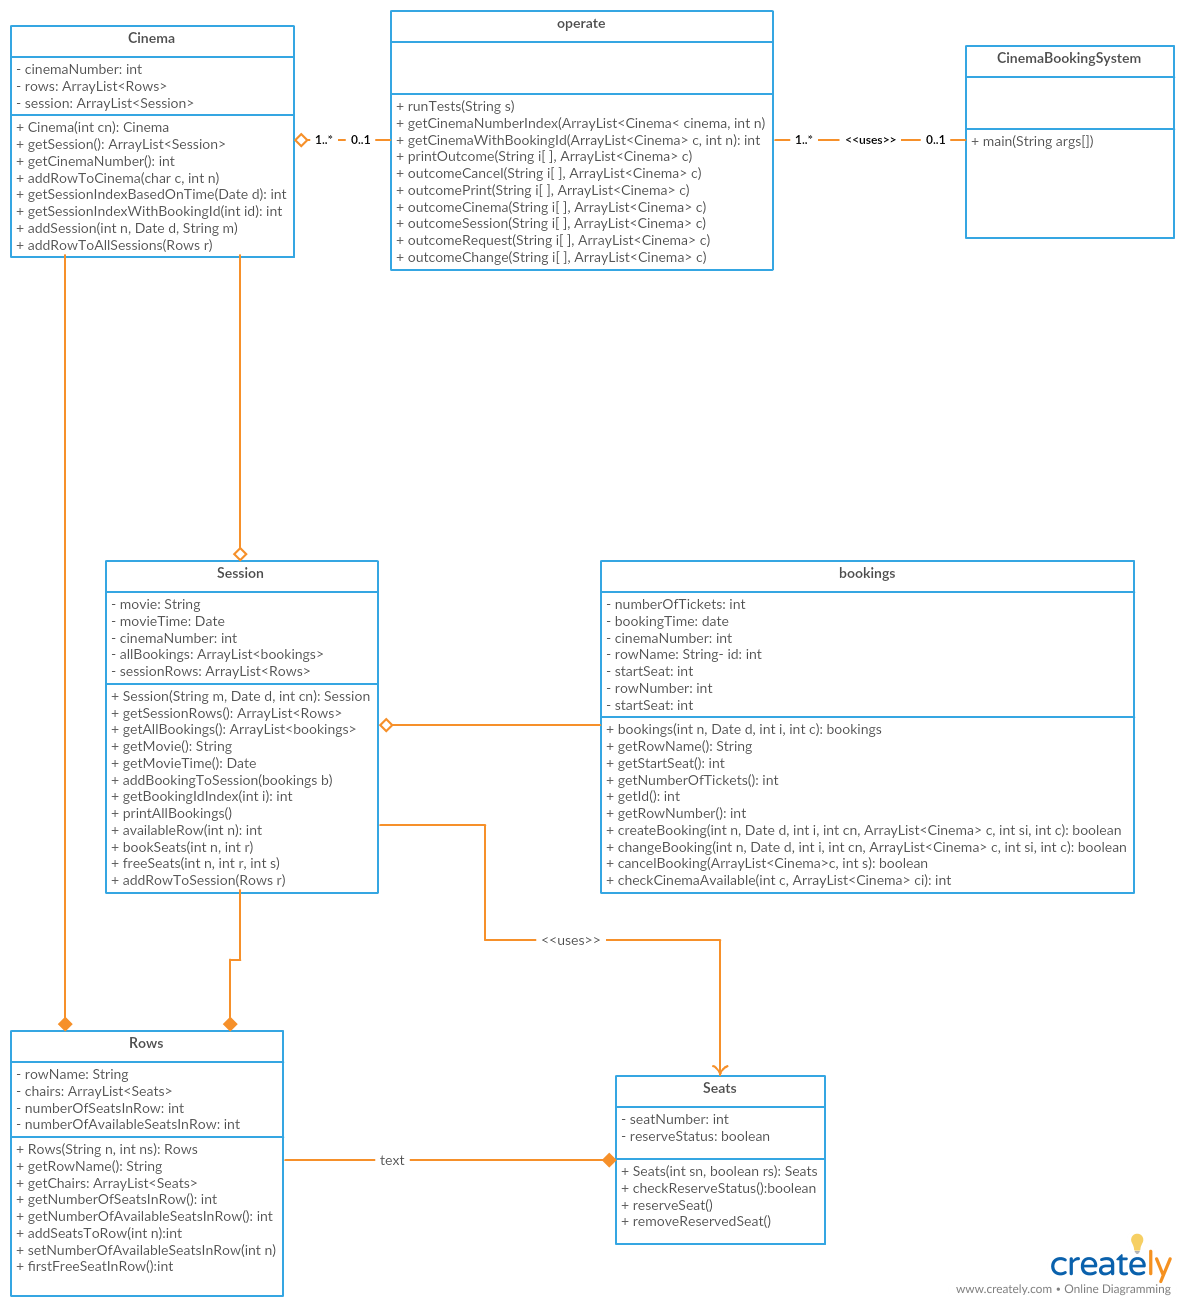 Cinema
- cinemaNumber: int
- rows: ArrayList<Rows>
- session: ArrayList<Session>
+ Cinema(int cn): Cinema
+ getSession(): ArrayList<Session>
+ getCinemaNumber(): int
+ addRowToCinema(char c, int n)
+ getSessionIndexBasedOnTime(Date d): int
+ getSessionIndexWithBookingId(int id): int
+ addSession(int n, Date d, String m)
+ addRowToAllSessions(Rows r)
1..* 0..1
operate
+ runTests(String s)
+ getCinemaNumberIndex(ArrayList<Cinema< cinema, int n)
+ getCinemaWithBookingId(ArrayList<Cinema> c, int n): int
+ printOutcome(String i[ ], ArrayList<Cinema> c)
+ outcomeCancel(String i[ ], ArrayList<Cinema> c)
+ outcomePrint(String i[ ], ArrayList<Cinema> c)
+ outcomeCinema(String i[ ], ArrayList<Cinema> c)
+ outcomeSession(String i[ ], ArrayList<Cinema> c)
+ outcomeRequest(String i[ ], ArrayList<Cinema> c)
+ outcomeChange(String i[ ], ArrayList<Cinema> c)
1..* <<uses>> 0..1
CinemaBookingSystem
+ main(String args[])
Session
- movie: String
- movieTime: Date
- cinemaNumber: int
- allBookings: ArrayList<bookings>
- sessionRows: ArrayList<Rows>
+ Session(String m, Date d, int cn): Session
+ getSessionRows(): ArrayList<Rows>
+ getAllBookings(): ArrayList<bookings>
+ getMovie(): String
+ getMovieTime(): Date
+ addBookingToSession(bookings b)
+ getBookingIdIndex(int i): int
+ printAllBookings()
+ availableRow(int n): int
+ bookSeats(int n, int r)
+ freeSeats(int n, int r, int s)
+ addRowToSession(Rows r)
bookings
- numberOfTickets: int
- bookingTime: date
- cinemaNumber: int
- rowName: String- id: int
- startSeat: int
- rowNumber: int
- startSeat: int
+ bookings(int n, Date d, int i, int c): bookings
+ getRowName(): String
+ getStartSeat(): int
+ getNumberOfTickets(): int
+ getId(): int
+ getRowNumber(): int
+ createBooking(int n, Date d, int i, int cn, ArrayList<Cinema> c, int si, int c): boolean
+ changeBooking(int n, Date d, int i, int cn, ArrayList<Cinema> c, int si, int c): boolean
+ cancelBooking(ArrayList<Cinema>c, int s): boolean
+ checkCinemaAvailable(int c, ArrayList<Cinema> ci): int
<<uses>>
Rows
- rowName: String
- chairs: ArrayList<Seats>
- numberOfSeatsInRow: int
- numberOfAvailableSeatsInRow: int
+ Rows(String n, int ns): Rows
+ getRowName(): String
+ getChairs: ArrayList<Seats>
+ getNumberOfSeatsInRow(): int
+ getNumberOfAvailableSeatsInRow(): int
+ addSeatsToRow(int n):int
+ setNumberOfAvailableSeatsInRow(int n)
+ firstFreeSeatInRow():int
text
Seats
- seatNumber: int
- reserveStatus: boolean
+ Seats(int sn, boolean rs): Seats
+ checkReserveStatus():boolean
+ reserveSeat()
+ removeReservedSeat()
creately
www.creately.com • Online Diagramming